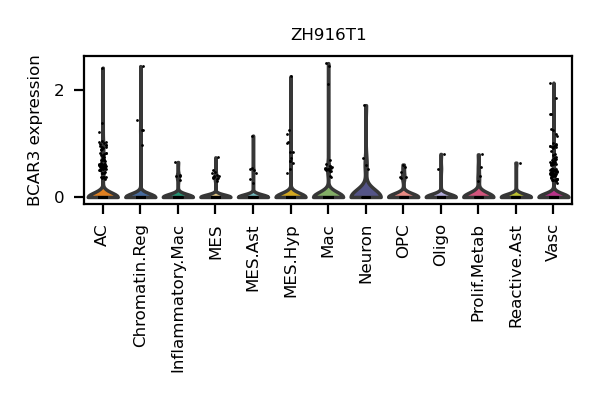 ZH916T1
BCAR3 expression
2
0
AC
Chromatin.Reg
Inflammatory.Mac
MES
MES.Ast
MES.Hyp
Mac
Neuron
OPC
Oligo
Prolif.Metab
Reactive.Ast
Vasc